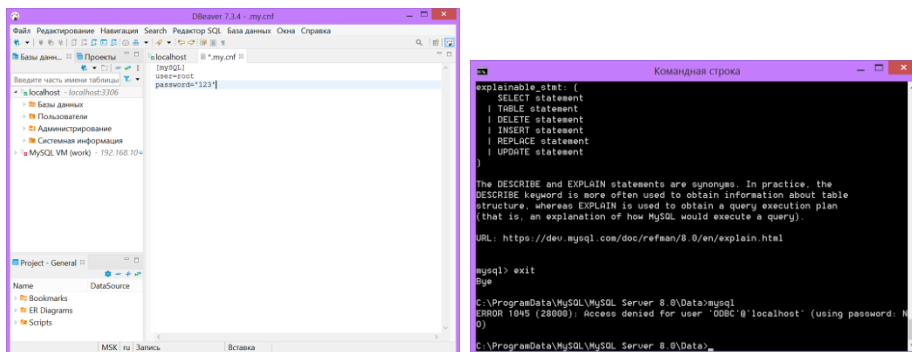 DBeaver 7.3.4 - .my.cnf
Файл Редактирование Навигация Search Редактор SQL База данных Окна Справка
Базы данн... Проекты
localhost *.my.cnf
Введите часть имени таблицы
localhost - localhost:3306
Базы данных
Пользователи
Администрирование
Системная информация
MySQL VM (work) - 192.168.10
[mySQL]
user=root
password="123"
Project - General
Name DataSource
Bookmarks
ER Diagrams
Scripts
MSK ru Запись Вставка
Командная строка
explainable_stmt: {
SELECT statement
| TABLE statement
| DELETE statement
| INSERT statement
| REPLACE statement
| UPDATE statement
}
The DESCRIBE and EXPLAIN statements are synonyms. In practice, the
DESCRIBE keyword is more often used to obtain information about table
structure, whereas EXPLAIN is used to obtain a query execution plan
(that is, an explanation of how MySQL would execute a query).
URL: https://dev.mysql.com/doc/refman/8.0/en/explain.html
mysql> exit
Bye
C:\ProgramData\MySQL\MySQL Server 8.0\Data>mysql
ERROR 1045 (28000): Access denied for user 'ODBC'@'localhost' (using password: N
O)
C:\ProgramData\MySQL\MySQL Server 8.0\Data>_